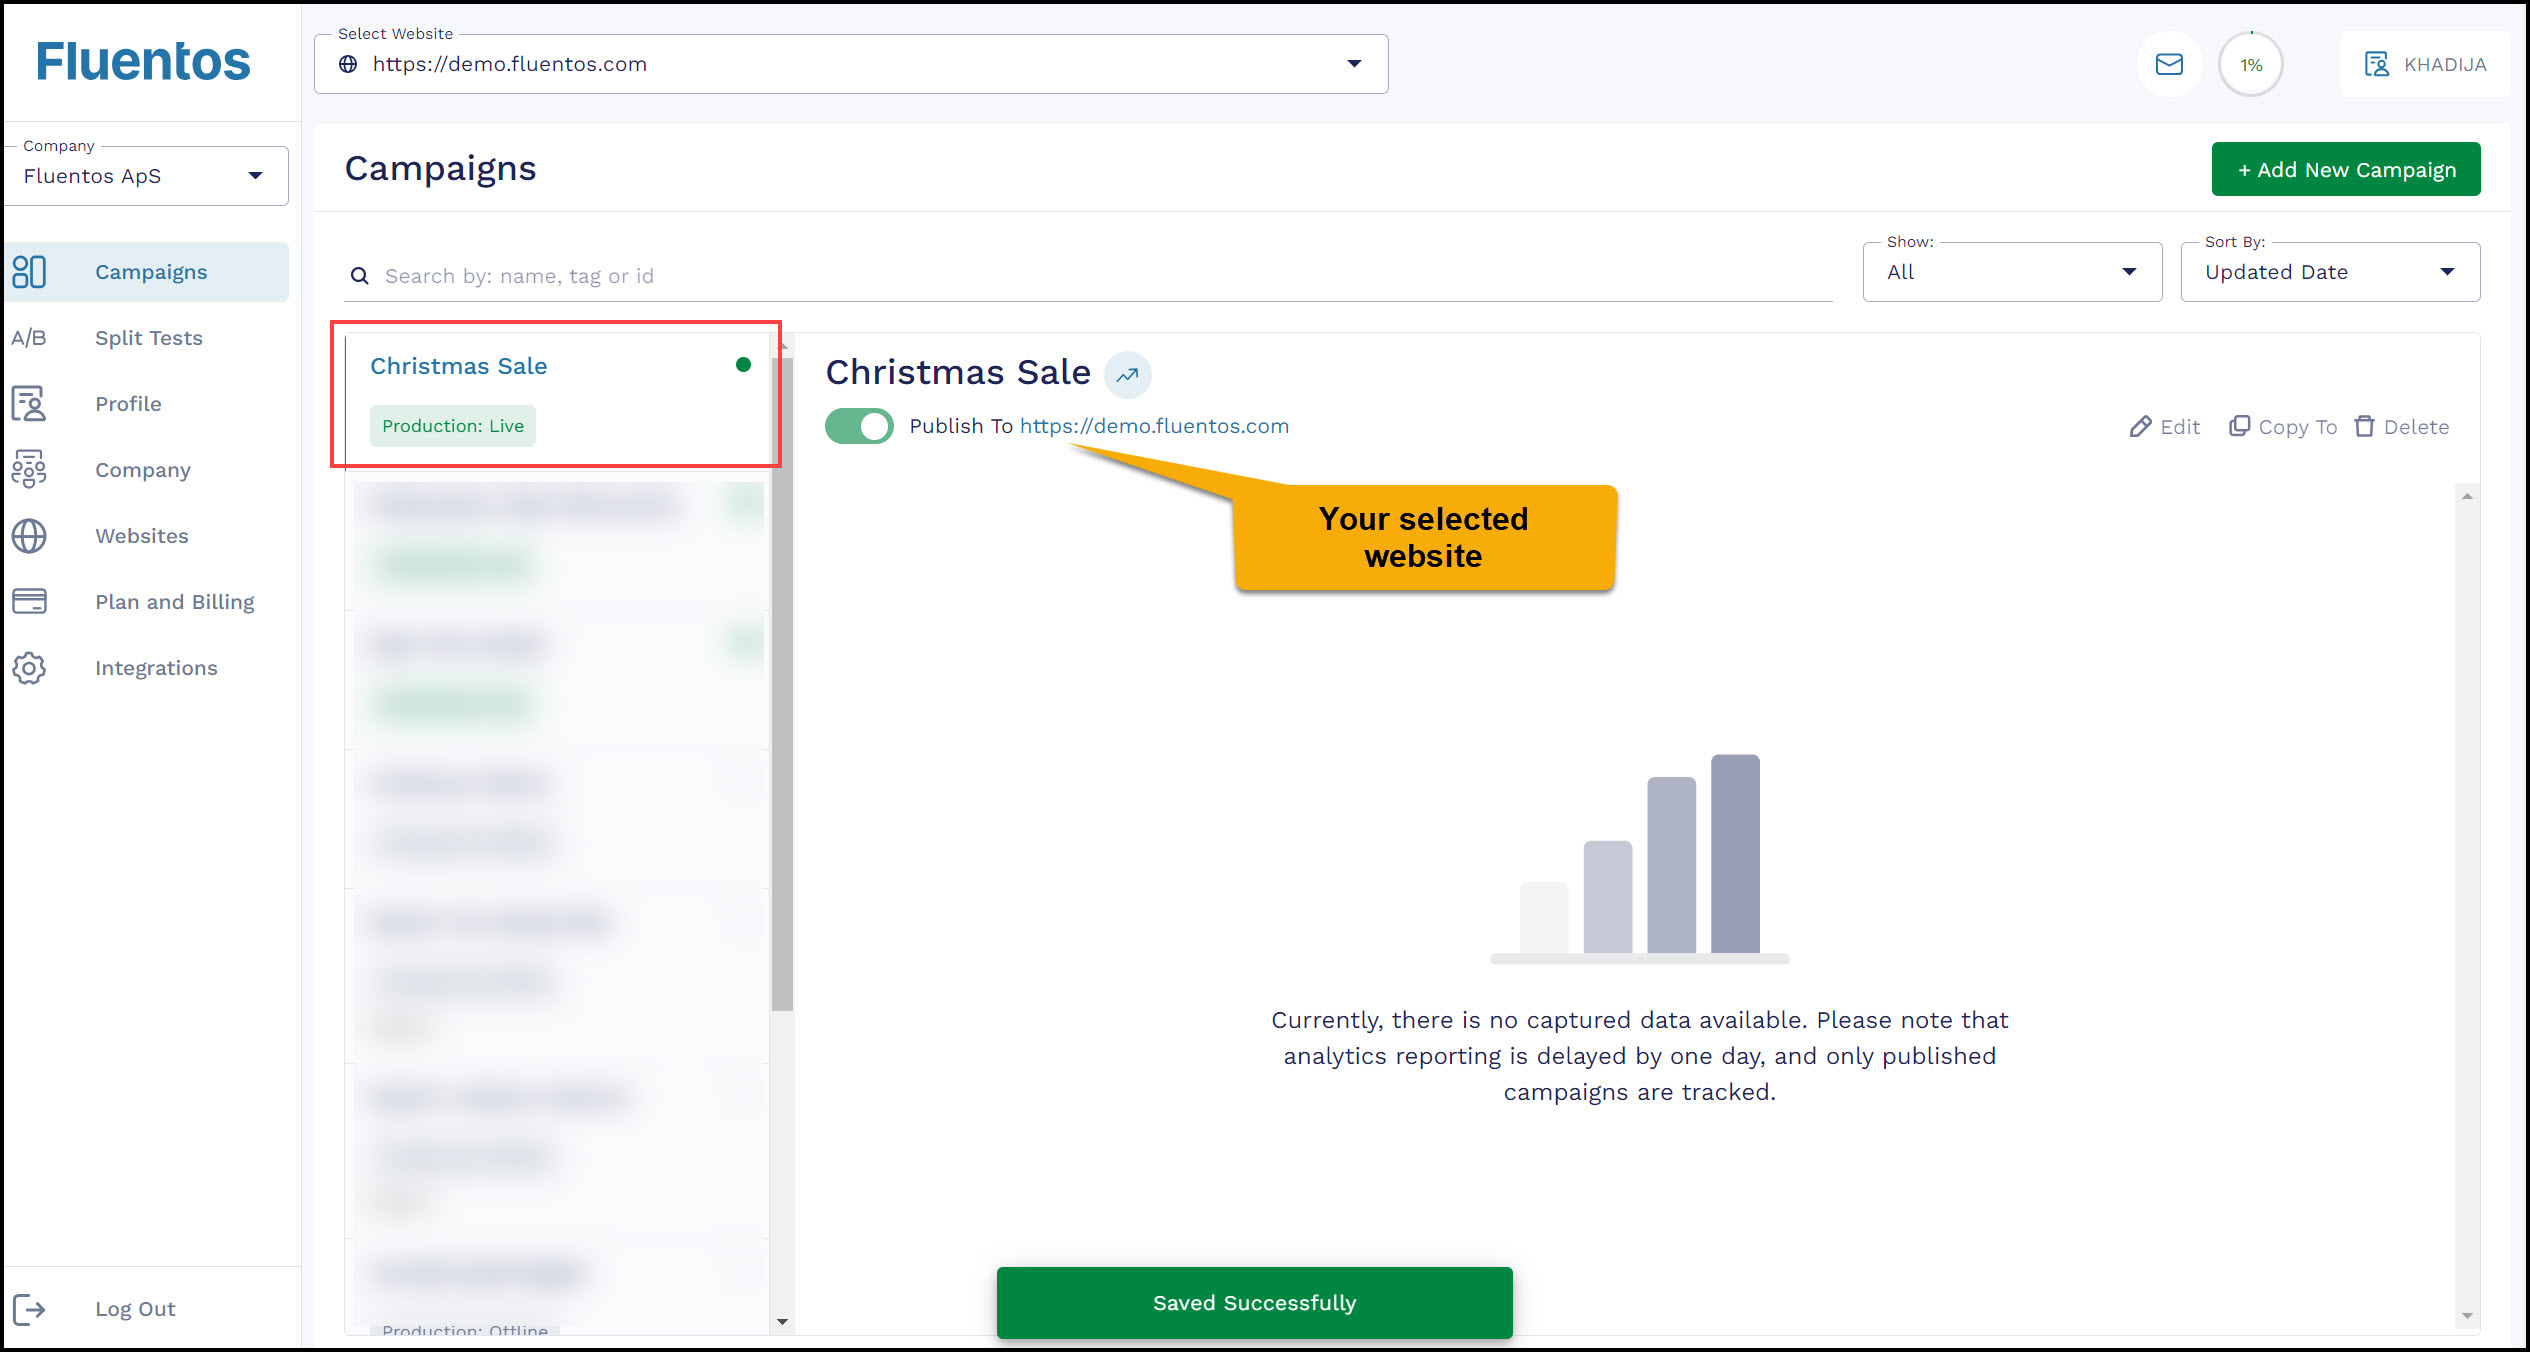 Fluentos
Select Website
https://demo.fluentos.com
1%
KHADIJA
Company
Fluentos ApS
Campaigns
Split Tests
Profile
Company
Websites
Plan and Billing
Integrations
Log Out
Campaigns
+ Add New Campaign
Search by: name, tag or id
Show:
All
Sort By:
Updated Date
Christmas Sale
Production: Live
Production: Offline
Christmas Sale
Publish To https://demo.fluentos.com
Edit
Copy To
Delete
Your selected
website
Currently, there is no captured data available. Please note that
analytics reporting is delayed by one day, and only published
campaigns are tracked.
Saved Successfully
A/B